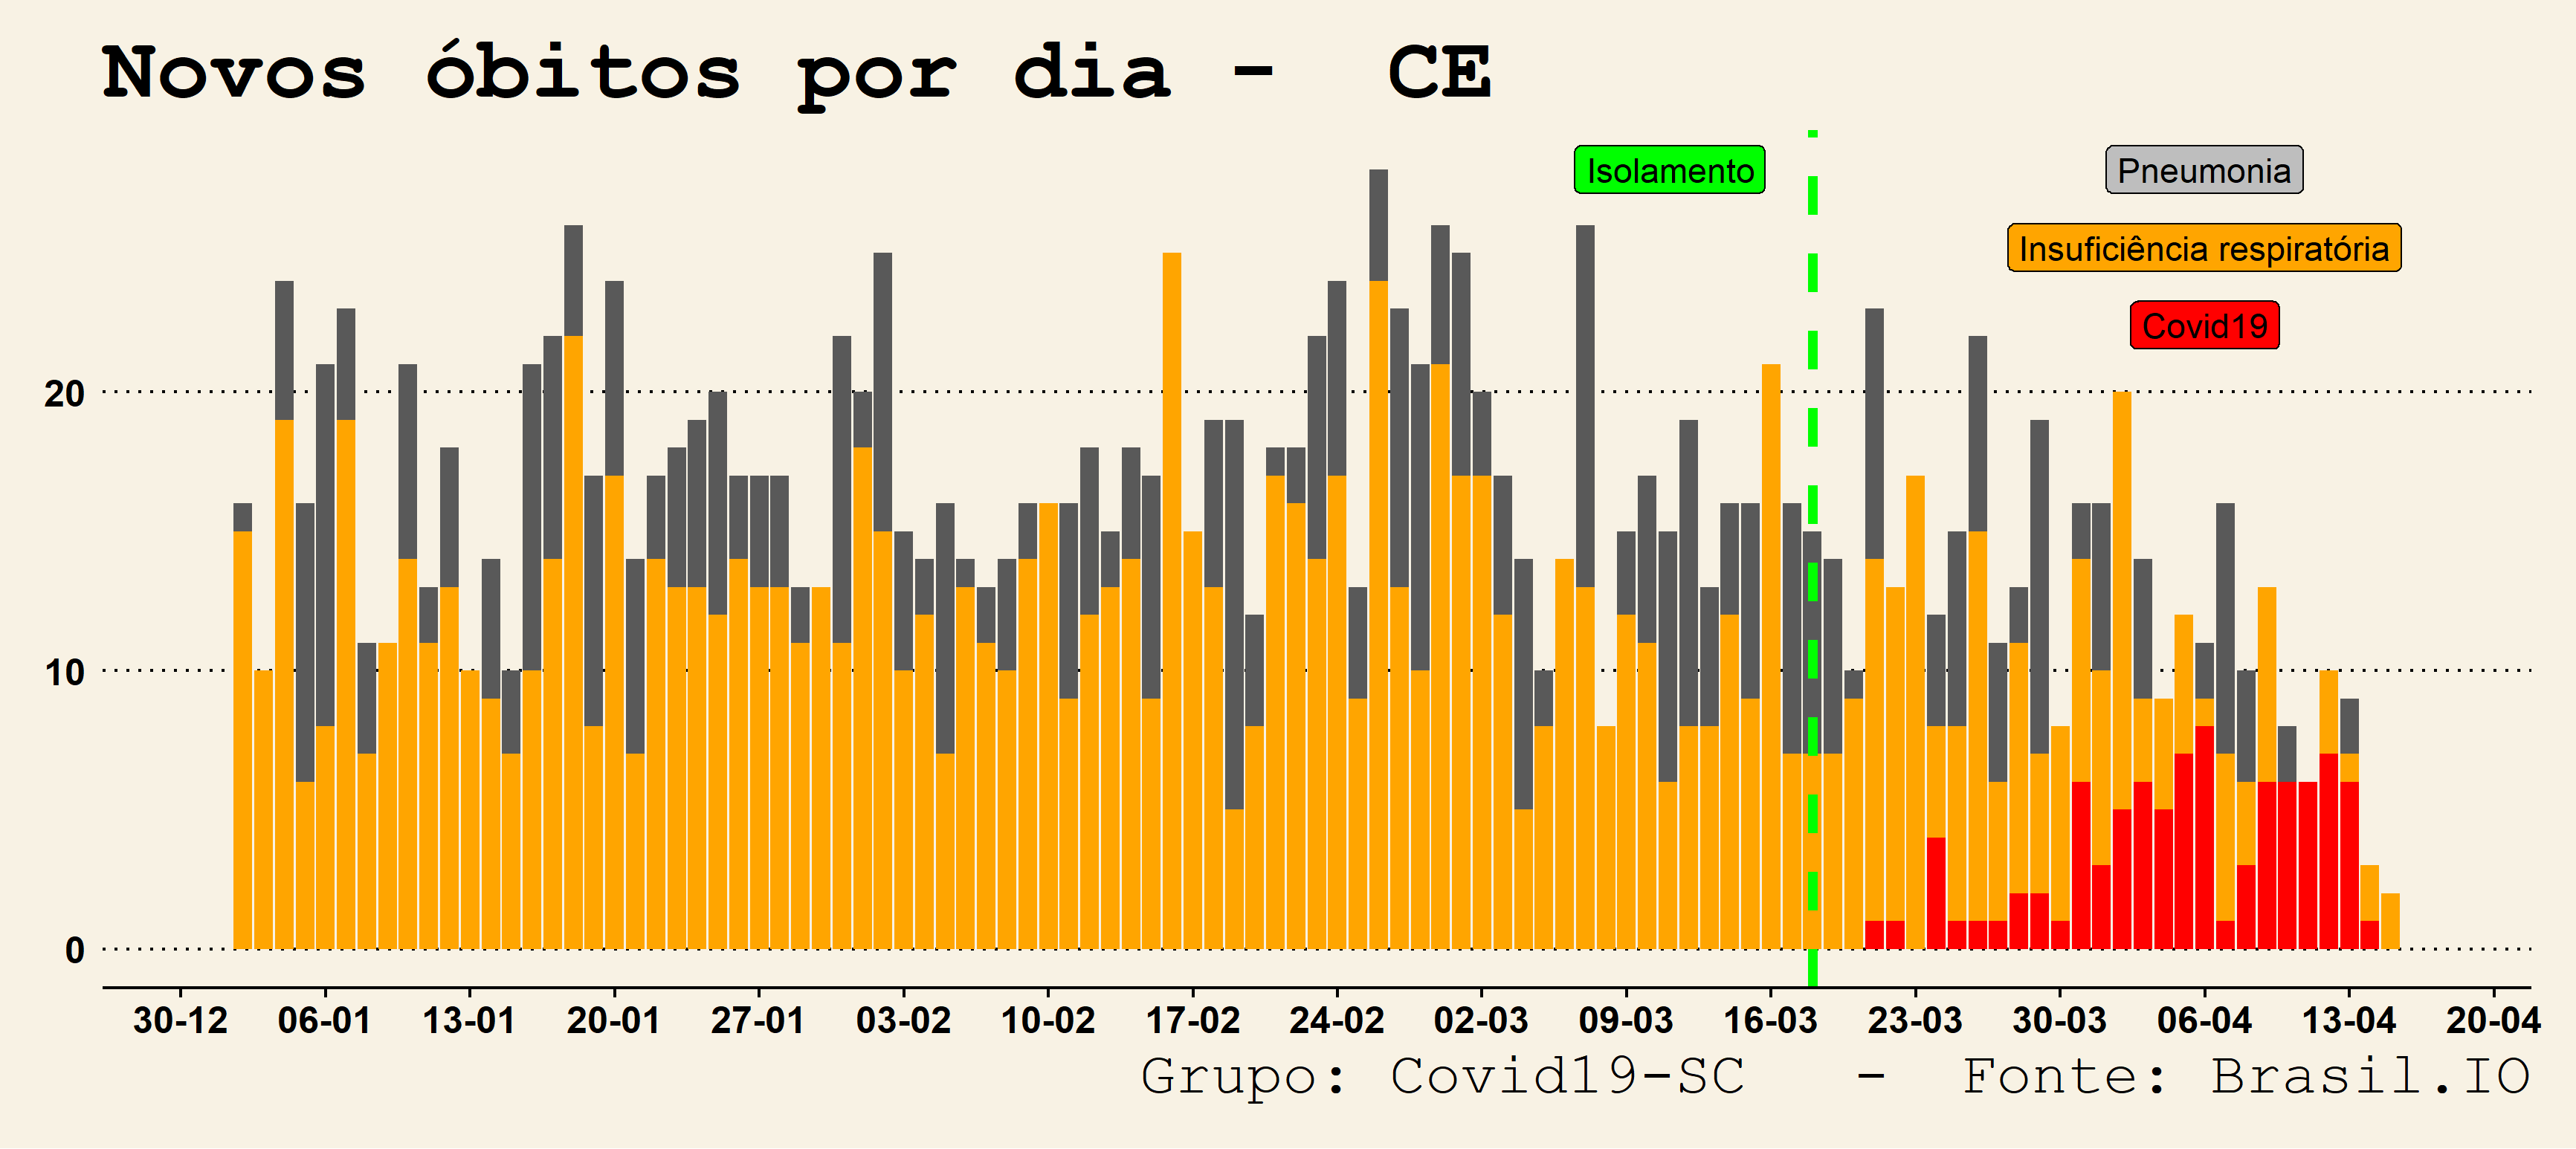 Novos óbitos por dia - CE
Isolamento
Pneumonia
Insuficiência respiratória
Covid19
20
10
0
30-12 06-01 13-01 20-01 27-01 03-02 10-02 17-02 24-02 02-03 09-03 16-03 23-03 30-03 06-04 13-04 20-04
Grupo: Covid19-SC - Fonte: Brasil.IO